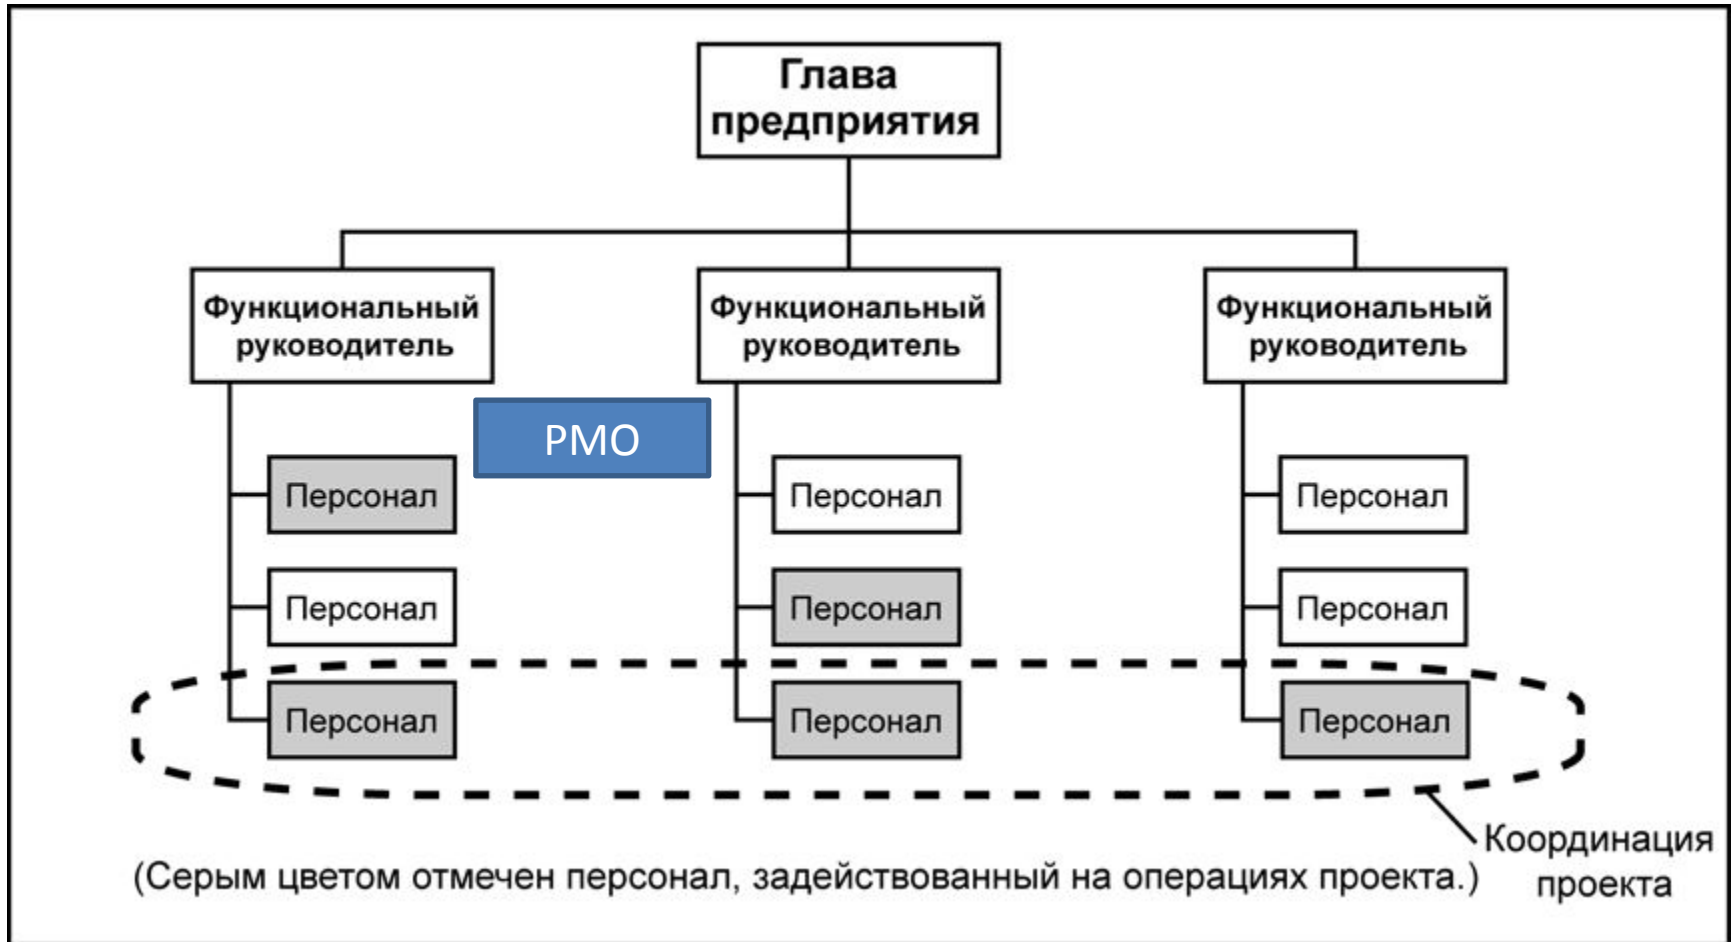 Глава
предприятия
Функциональный
руководитель
Функциональный
руководитель
Функциональный
руководитель
PMO
Персонал
Персонал
Персонал
Персонал
Персонал
Персонал
Персонал
Персонал
Персонал
Координация
проекта
(Серым цветом отмечен персонал, задействованный на операциях проекта.)